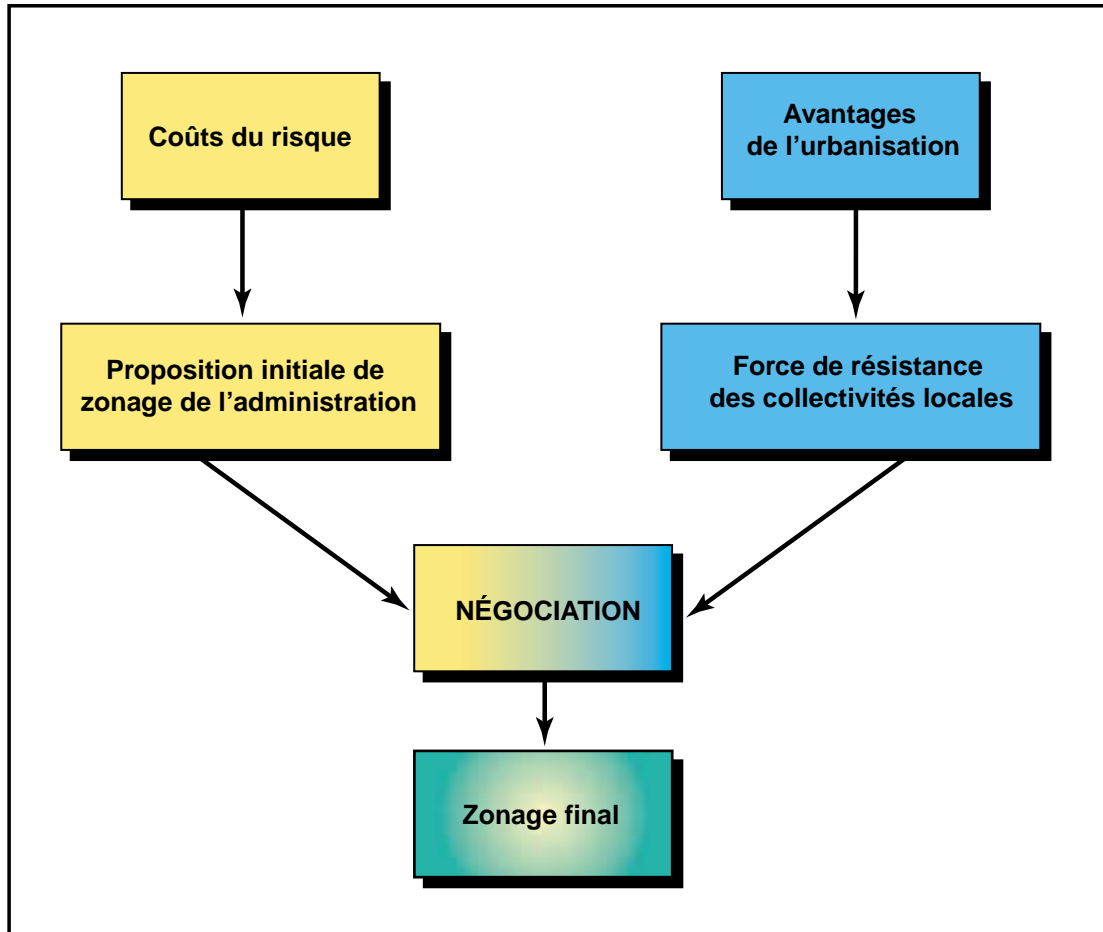 Coûts du risque
Avantages
de l’urbanisation
Proposition initiale de
zonage de l’administration
Force de résistance
des collectivités locales
NÉGOCIATION
Zonage final